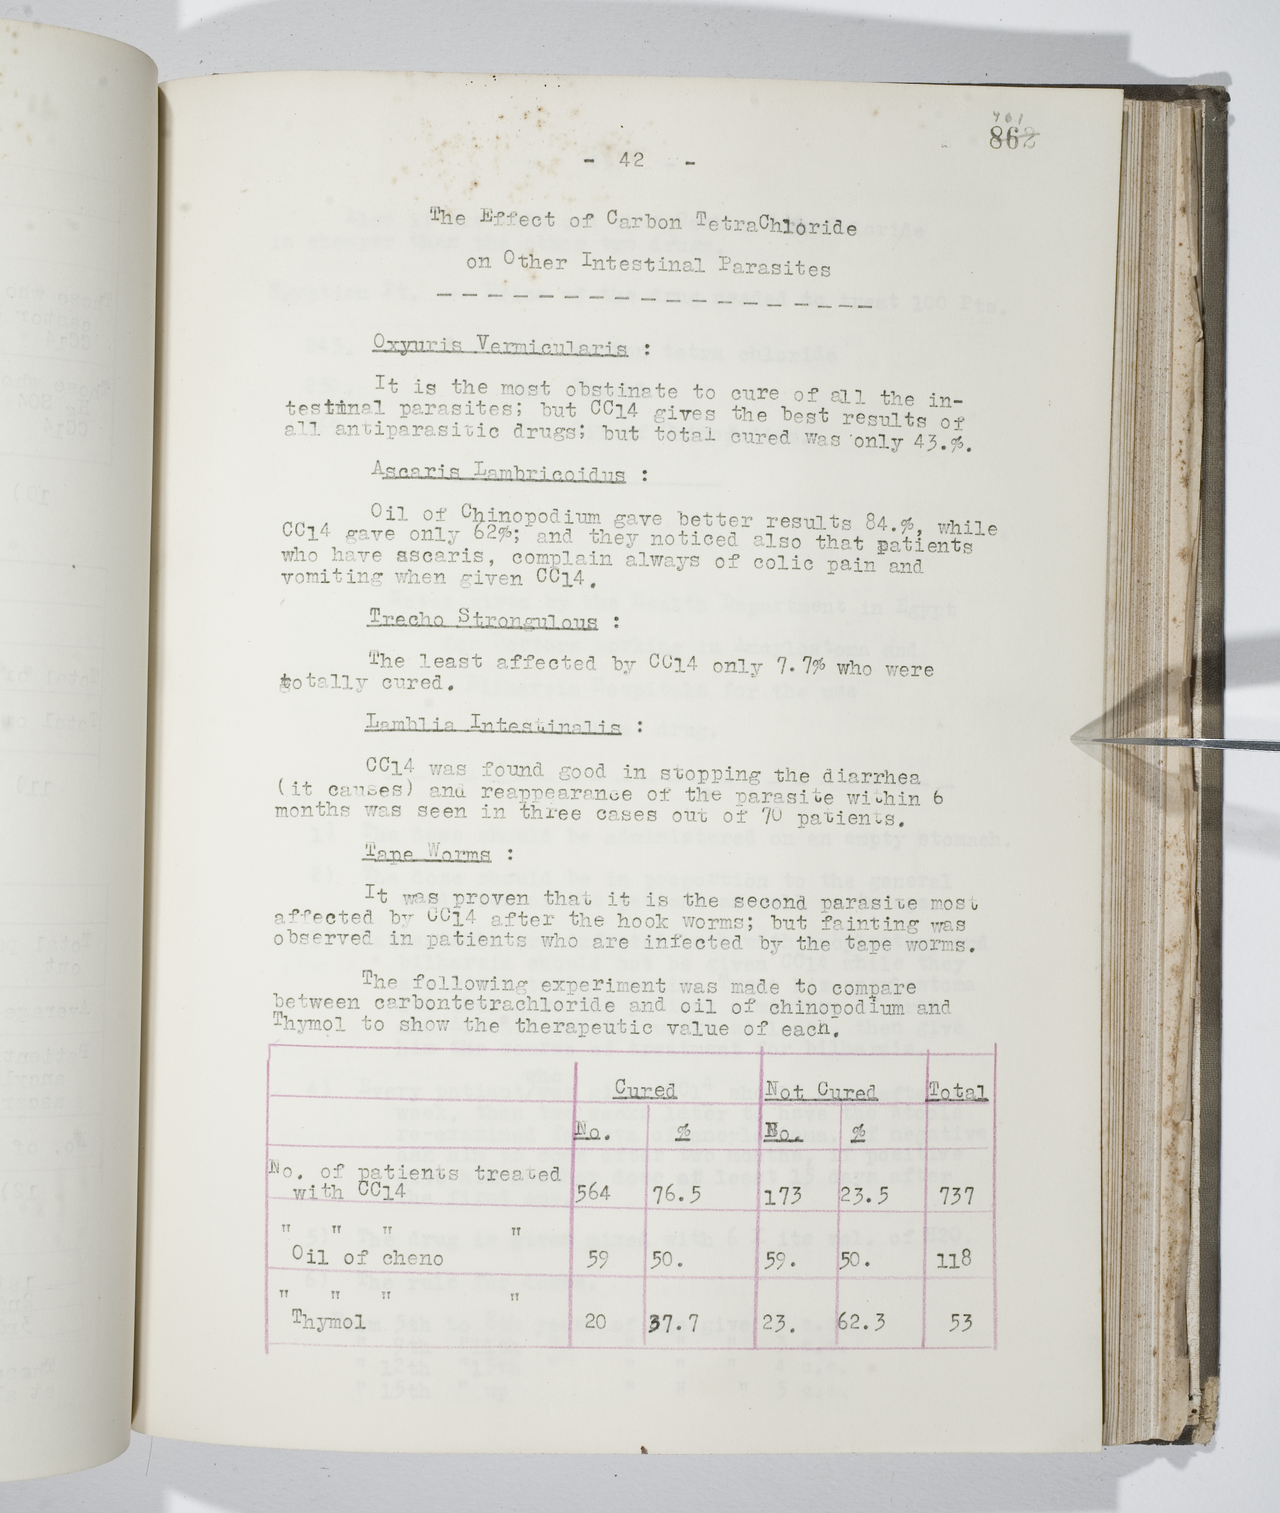 701
862
- 42 -
The Effect of Carbon TetraChloride
on Other Intestinal Parasites
Oxyuris Vermicularis :
It is the most obstinate to cure of all the in-
testinal parasites; but CC14 gives the best results of
all antiparasitic drugs; but total cured was only 43.%.
Ascaris Lambricoidus :
Oil of Chinopodium gave better results 84.%, while
CC14 gave only 62%; and they noticed also that patients
who have ascaris, complain always of colic pain and
vomiting when given CC14.
Trecho Strongulous :
The least affected by CC14 only 7.7% who were
totally cured.
Lamblia Intestinalis :
CC14 was found good in stopping the diarrhea
(it causes) and reappearance of the parasite within 6
months was seen in three cases out of 70 patients.
Tape Worms :
It was proven that it is the second parasite most
affected by CC14 after the hook worms; but fainting was
observed in patients who are infected by the tape worms.
The following experiment was made to compare
between carbontetrachloride and oil of chinopodium and
Thymol to show the therapeutic value of each.
Cured Not Cured Total
No. % No. %
No. of patients treated
with CC14 564 76.5 173 23.5 737
" " " "
Oil of cheno 59 50. 59. 50. 118
" " " "
Thymol 20 37.7 23. 62.3 53